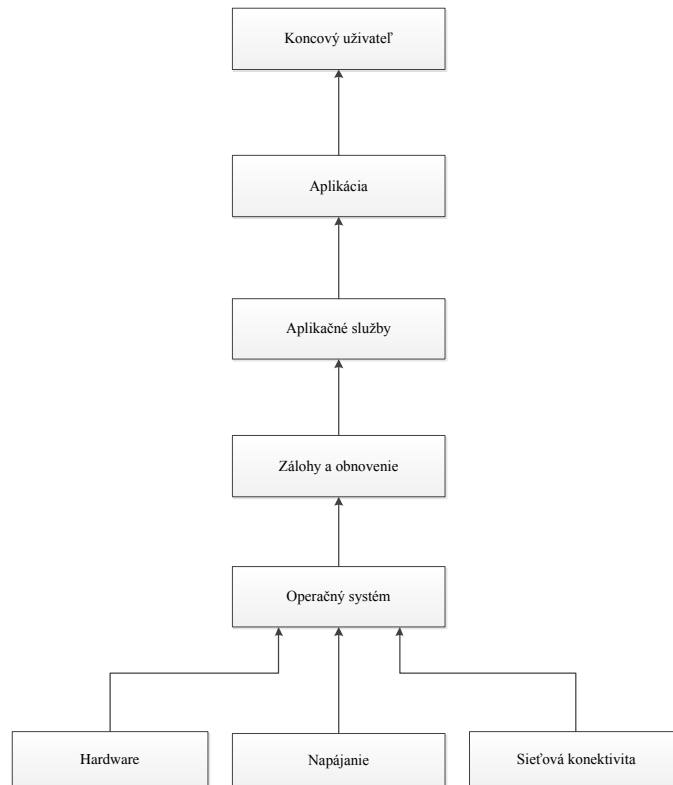 Koncový uživateľ
Aplikácia
Aplikačné služby
Zálohy a obnovenie
Operačný systém
Hardware
Napájanie
Sieťová konektivita